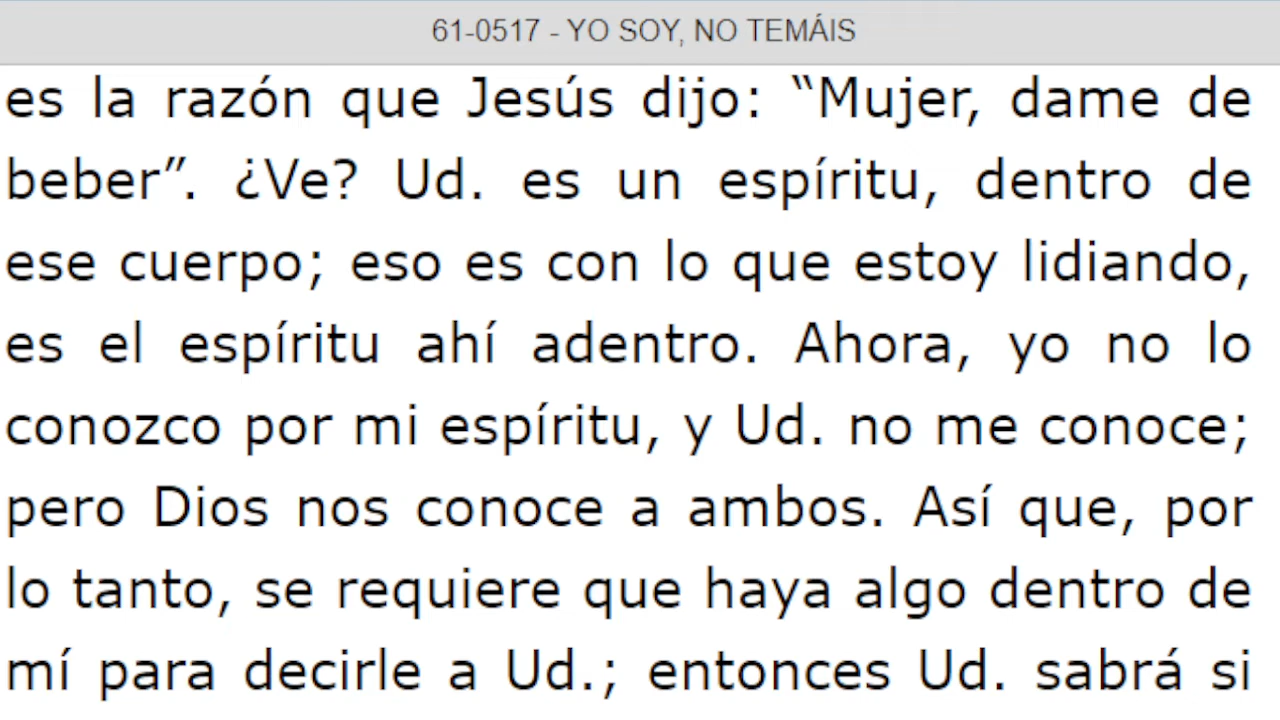 61-0517 - YO SOY, NO TEMÁIS
es la razón que Jesús dijo: “Mujer, dame de
beber”. ¿Ve? Ud. es un espíritu, dentro de
ese cuerpo; eso es con lo que estoy lidiando,
es el espíritu ahí adentro. Ahora, yo no lo
conozco por mi espíritu, y Ud. no me conoce;
pero Dios nos conoce a ambos. Así que, por
lo tanto, se requiere que haya algo dentro de
mí para decirle a Ud.; entonces Ud. sabrá si